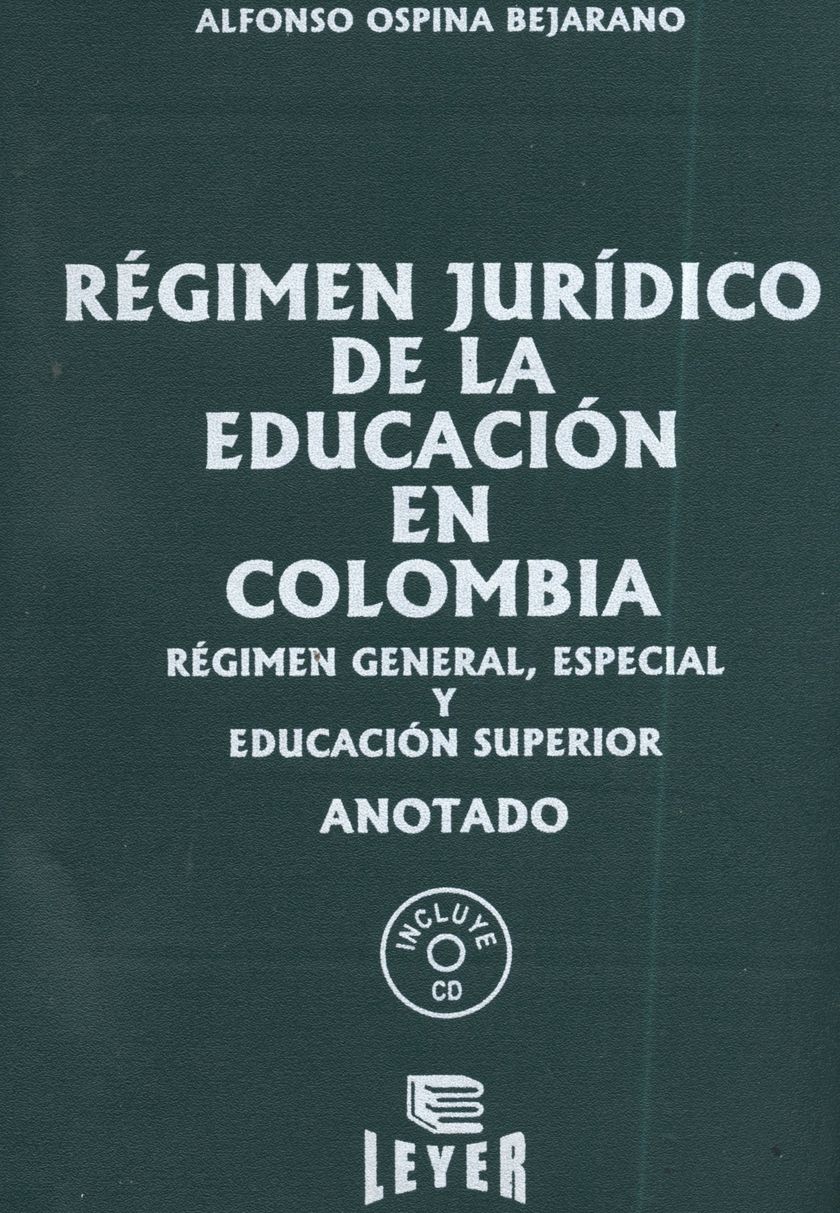 ALFONSO OSPINA BEJARANO
RÉGIMEN JURÍDICO
DE LA
EDUCACIÓN
EN
COLOMBIA
RÉGIMEN GENERAL, ESPECIAL
Y
EDUCACIÓN SUPERIOR
ANOTADO
INCLUYE
CD
LEYER